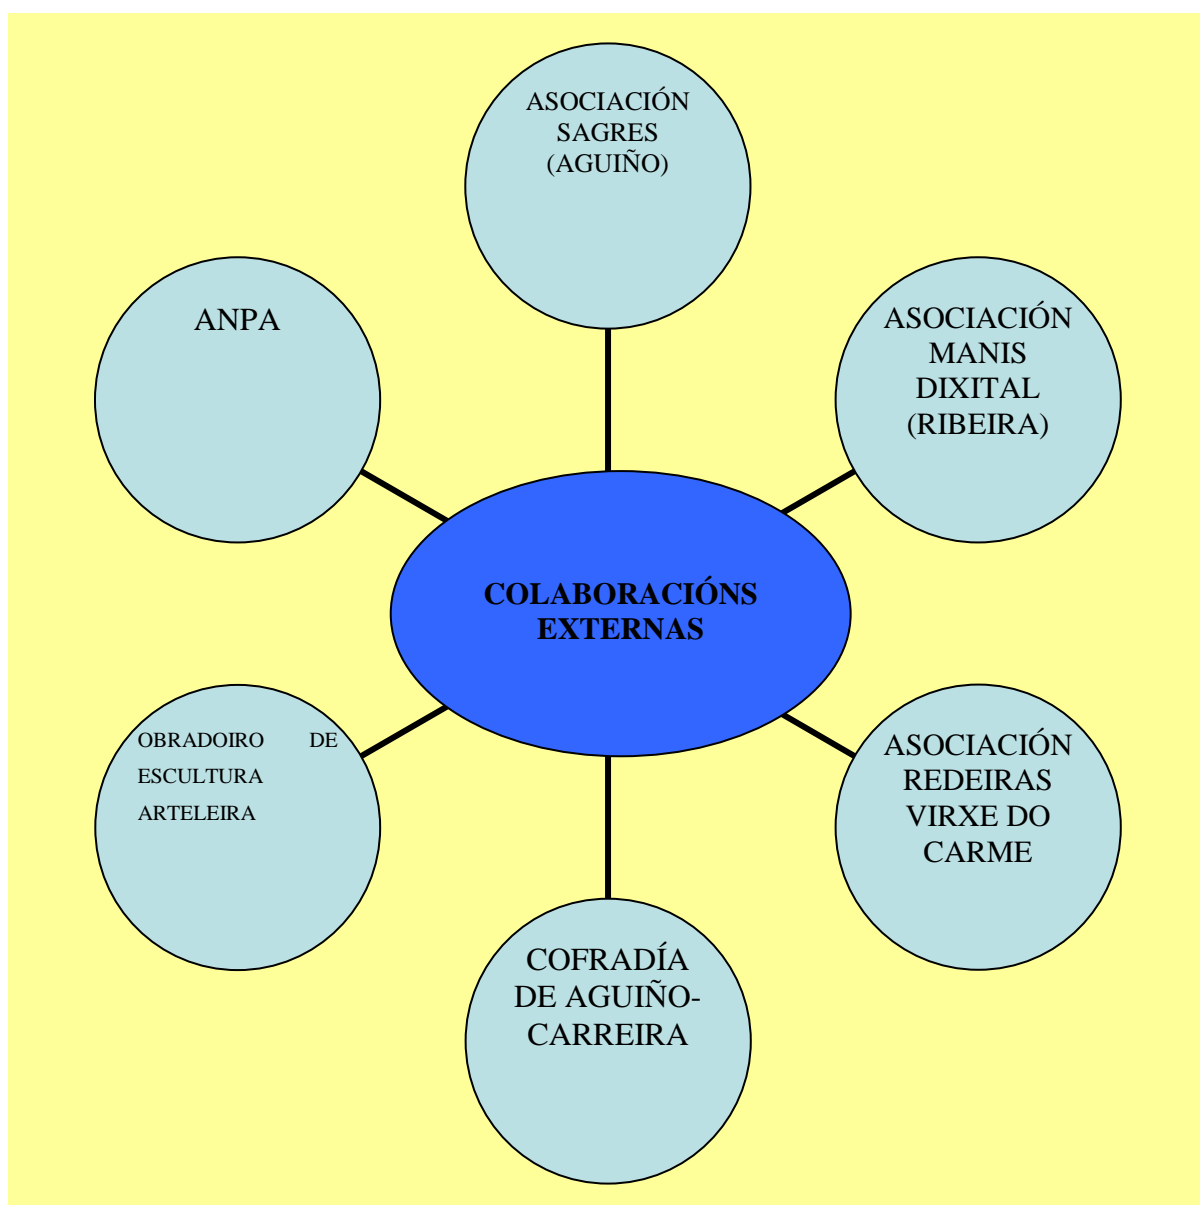 ASOCIACIÓN
SAGRES
(AGUIÑO)
ANPA
ASOCIACIÓN
MANIS
DIXITAL
(RIBEIRA)
COLABORACIÓNS
EXTERNAS
OBRADOIRO DE
ESCULTURA
ARTELEIRA
ASOCIACIÓN
REDEIRAS
VIRXE DO
CARME
COFRADÍA
DE AGUIÑO-
CARREIRA